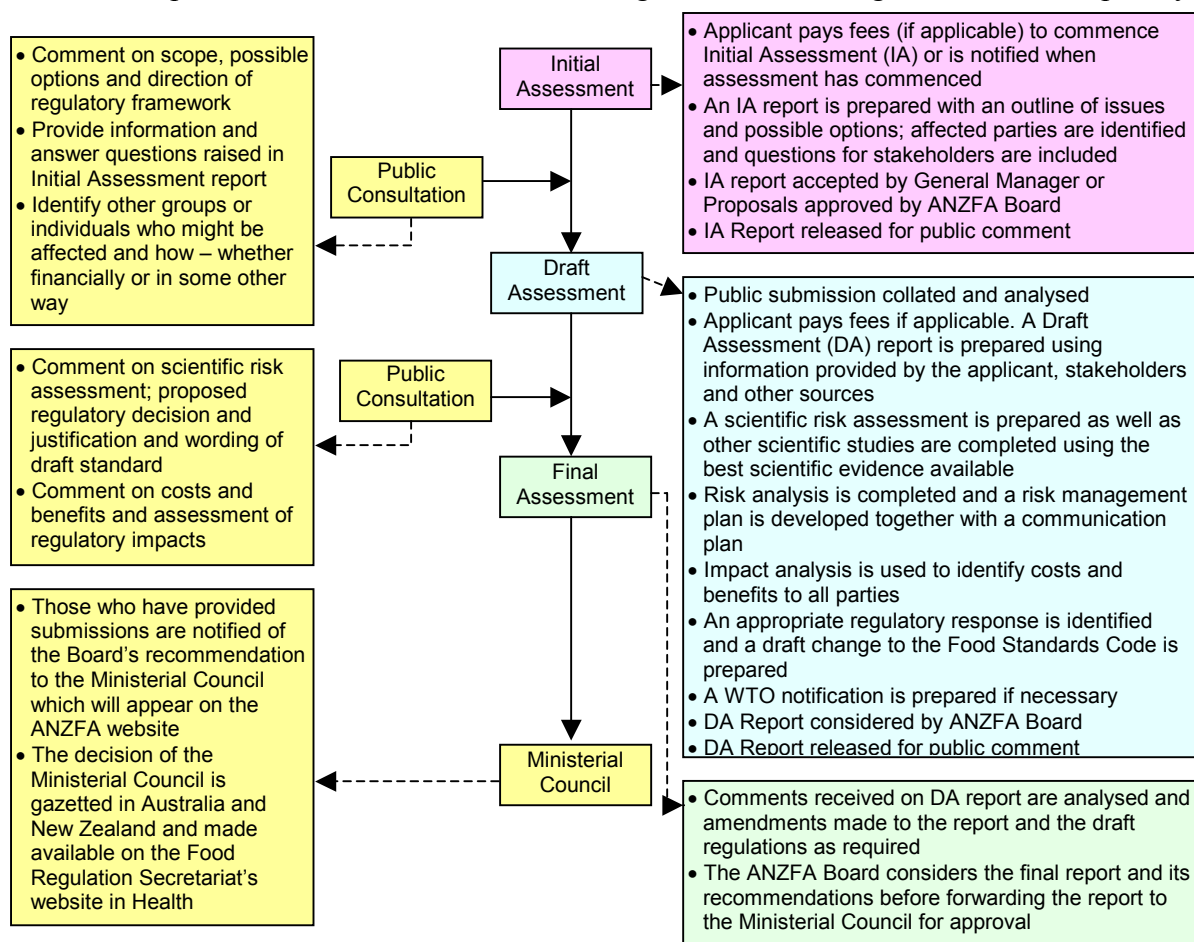 • Comment on scope, possible
options and direction of
regulatory framework
• Provide information and
answer questions raised in
Initial Assessment report
• Identify other groups or
individuals who might be
affected and how – whether
financially or in some other
way
Public
Consultation
Initial
Assessment
• Applicant pays fees (if applicable) to commence
Initial Assessment (IA) or is notified when
assessment has commenced
• An IA report is prepared with an outline of issues
and possible options; affected parties are identified
and questions for stakeholders are included
• IA report accepted by General Manager or
Proposals approved by ANZFA Board
• IA Report released for public comment
Draft
Assessment
• Public submission collated and analysed
• Applicant pays fees if applicable. A Draft
Assessment (DA) report is prepared using
information provided by the applicant, stakeholders
and other sources
• A scientific risk assessment is prepared as well as
other scientific studies are completed using the
best scientific evidence available
• Risk analysis is completed and a risk management
plan is developed together with a communication
plan
• Impact analysis is used to identify costs and
benefits to all parties
• An appropriate regulatory response is identified
and a draft change to the Food Standards Code is
prepared
• A WTO notification is prepared if necessary
• DA Report considered by ANZFA Board
• DA Report released for public comment
• Comment on scientific risk
assessment; proposed
regulatory decision and
justification and wording of
draft standard
• Comment on costs and
benefits and assessment of
regulatory impacts
Public
Consultation
Final
Assessment
• Comments received on DA report are analysed and
amendments made to the report and the draft
regulations as required
• The ANZFA Board considers the final report and its
recommendations before forwarding the report to
the Ministerial Council for approval
• Those who have provided
submissions are notified of
the Board's recommendation
to the Ministerial Council
which will appear on the
ANZFA website
• The decision of the
Ministerial Council is
gazetted in Australia and
New Zealand and made
available on the Food
Regulation Secretariat's
website in Health
Ministerial
Council